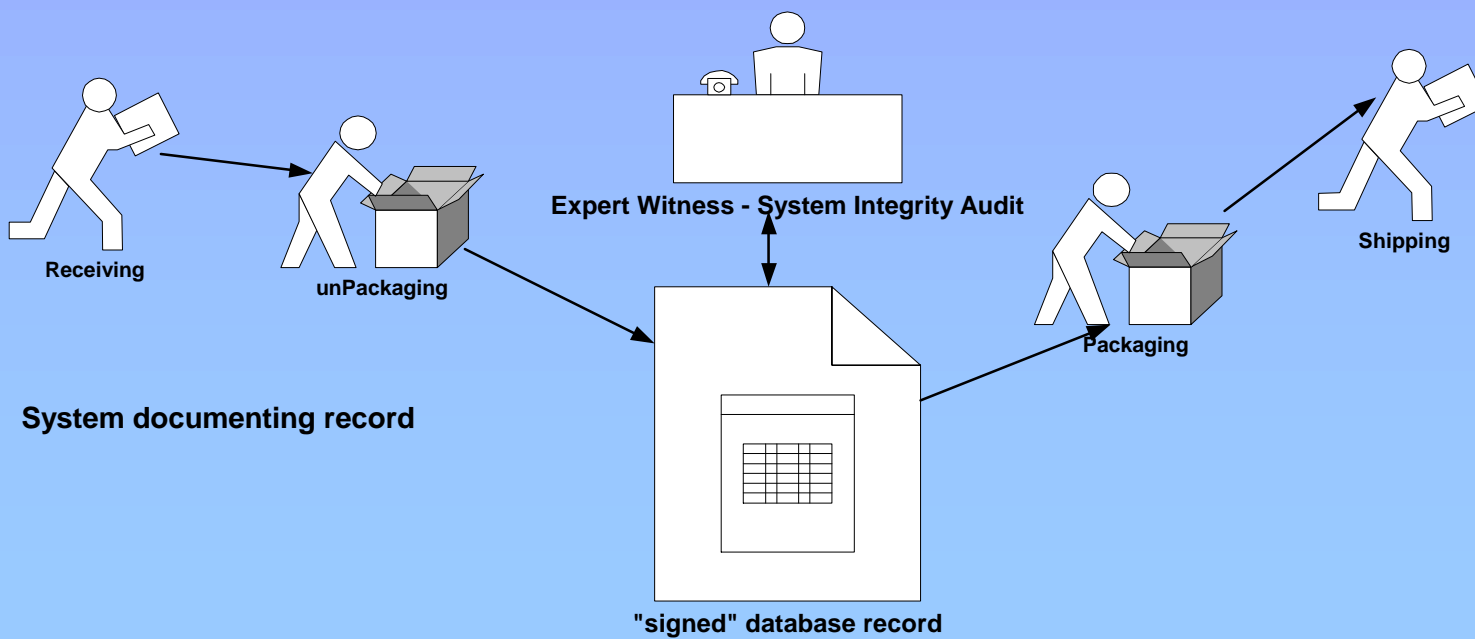 Expert Witness - System Integrity Audit
Receiving
unPackaging
Shipping
Packaging
System documenting record
"signed" database record